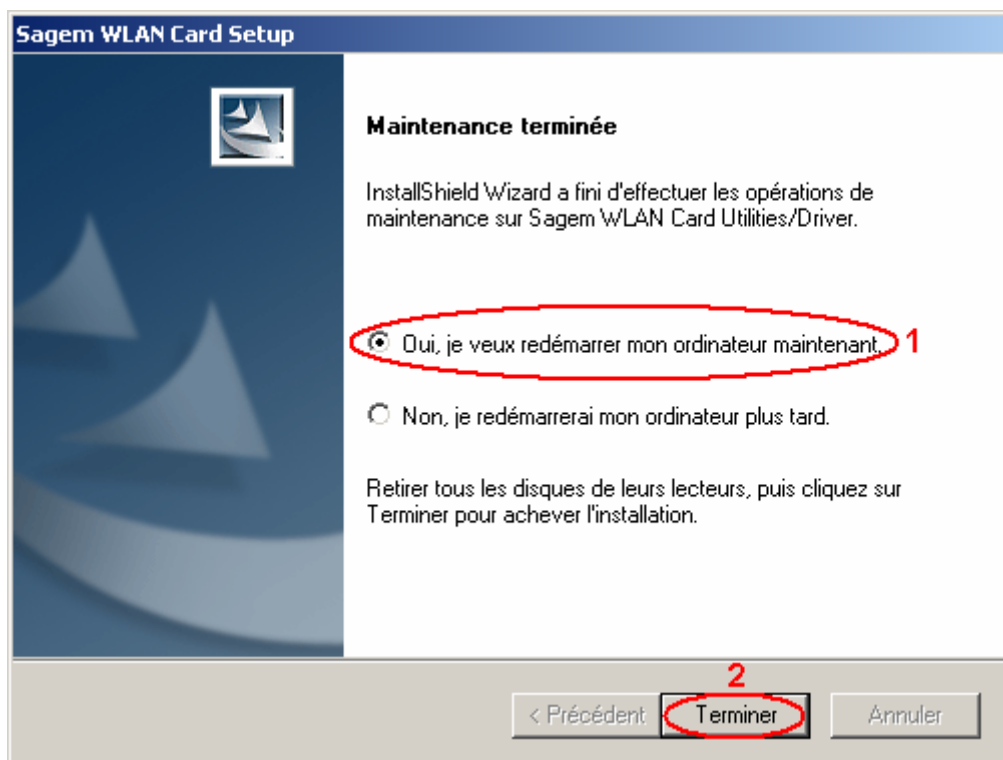 Sagem WLAN Card Setup
Maintenance terminée
InstallShield Wizard a fini d'effectuer les opérations de
maintenance sur Sagem WLAN Card Utilities/Driver.
Oui, je veux redémarrer mon ordinateur maintenant. 1
Non, je redémarrerai mon ordinateur plus tard.
Retirer tous les disques de leurs lecteurs, puis cliquez sur
Terminer pour achever l'installation.
2
< Précédent Terminer Annuler